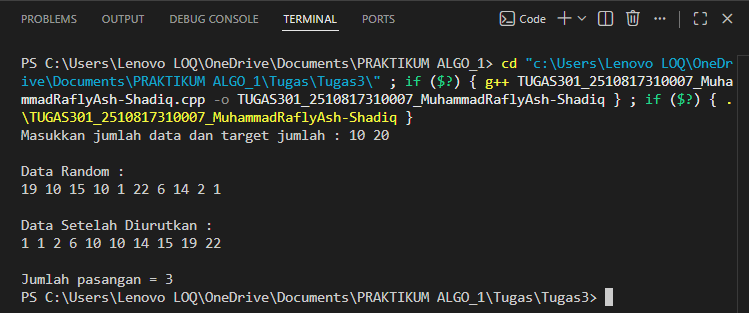 PROBLEMS OUTPUT DEBUG CONSOLE TERMINAL PORTS Code
PS C:\Users\Lenovo LOQ\OneDrive\Documents\PRAKTIKUM ALGO_1> cd "c:\Users\Lenovo LOQ\OneDr
ive\Documents\PRAKTIKUM ALGO_1\Tugas\Tugas3\" ; if ($?) { g++ TUGAS301_2510817310007_Muha
mmadRaflyAsh-Shadiq.cpp -o TUGAS301_2510817310007_MuhammadRaflyAsh-Shadiq } ; if ($?) { .
\TUGAS301_2510817310007_MuhammadRaflyAsh-Shadiq }
Masukkan jumlah data dan target jumlah : 10 20
Data Random :
19 10 15 10 1 22 6 14 2 1
Data Setelah Diurutkan :
1 1 2 6 10 10 14 15 19 22
Jumlah pasangan = 3
PS C:\Users\Lenovo LOQ\OneDrive\Documents\PRAKTIKUM ALGO_1\Tugas\Tugas3>